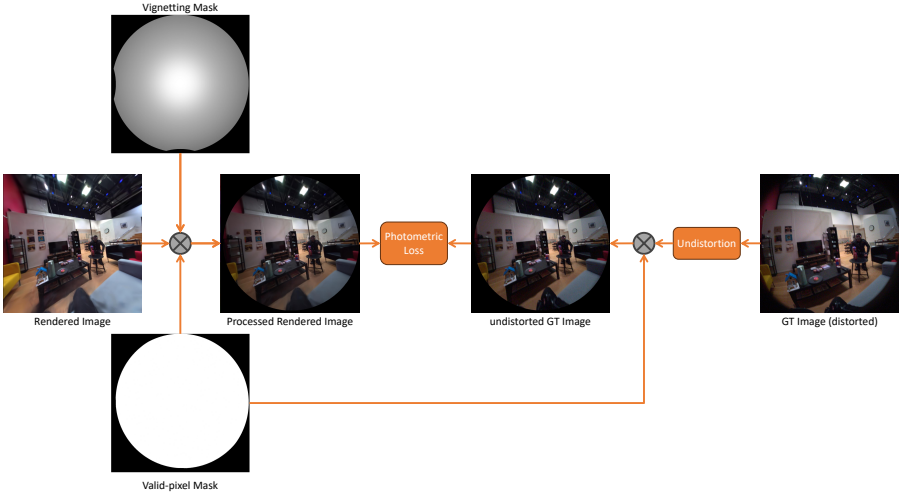 Vignetting Mask
Photometric
Loss
Undistortion
Rendered Image
Processed Rendered Image
undistorted GT Image
GT Image (distorted)
Valid-pixel Mask